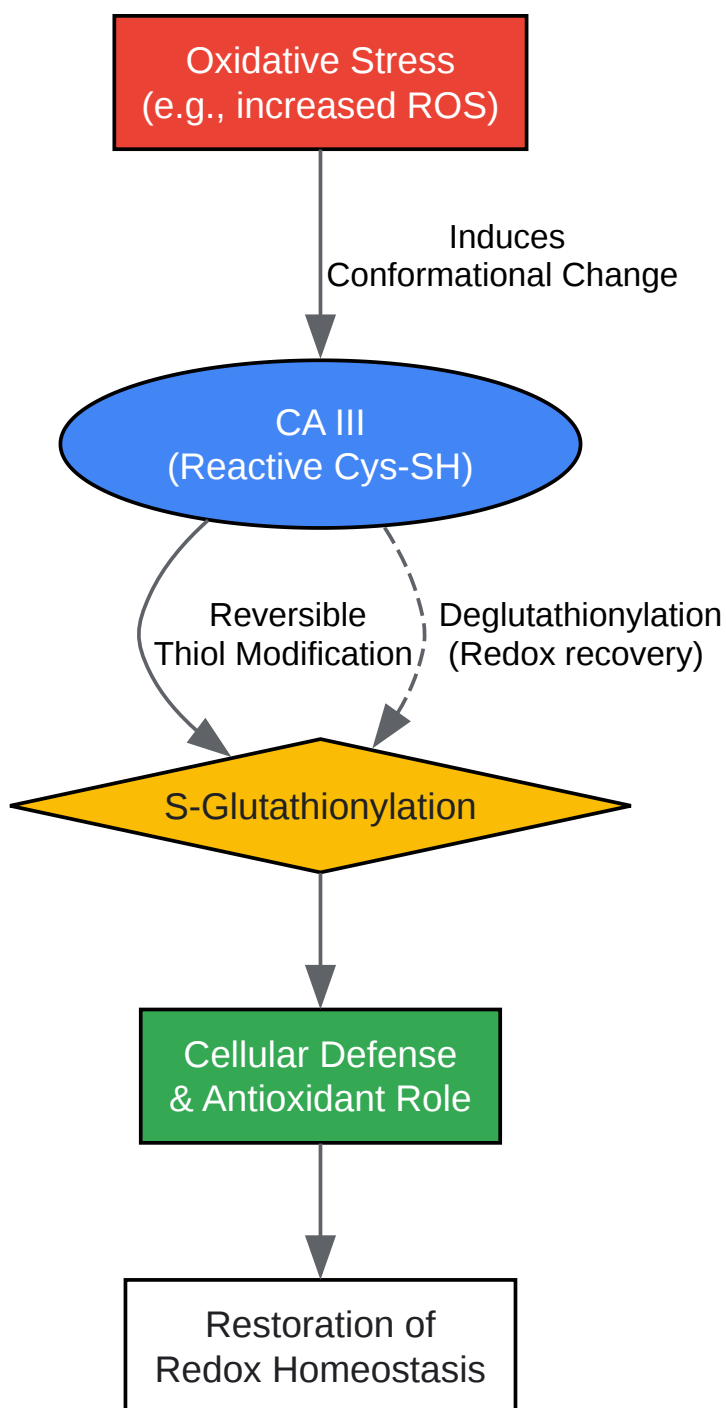 Oxidative Stress
(e.g., increased ROS)
Induces
Conformational Change
CA III
(Reactive Cys-SH)
Reversible
Thiol Modification
Deglutathionylation
(Redox recovery)
S-Glutathionylation
Cellular Defense
& Antioxidant Role
Restoration of
Redox Homeostasis